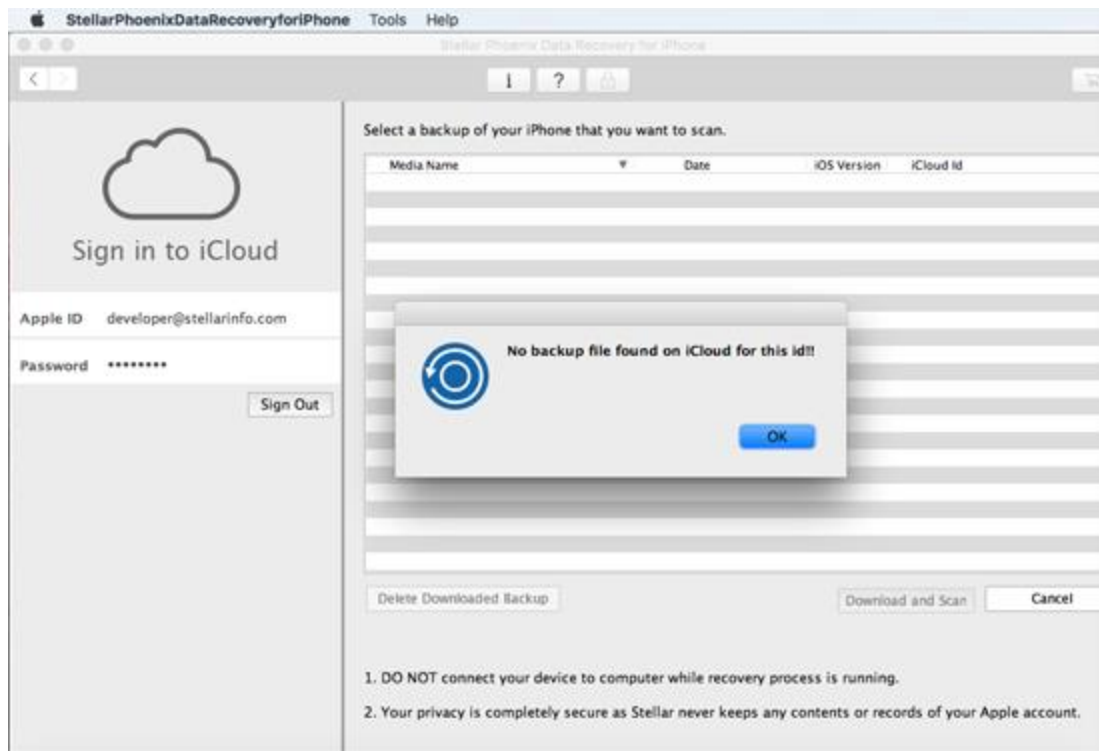 StellarPhoenixDataRecoveryforiPhone Tools Help
Stellar Phoenix Data Recovery for iPhone
i ?
Sign in to iCloud
Apple ID developer@stellarinfo.com
Password ••••••••
Sign Out
Select a backup of your iPhone that you want to scan.
Media Name Date iOS Version iCloud Id
No backup file found on iCloud for this id!!
OK
Delete Downloaded Backup Download and Scan Cancel
1. DO NOT connect your device to computer while recovery process is running.
2. Your privacy is completely secure as Stellar never keeps any contents or records of your Apple account.